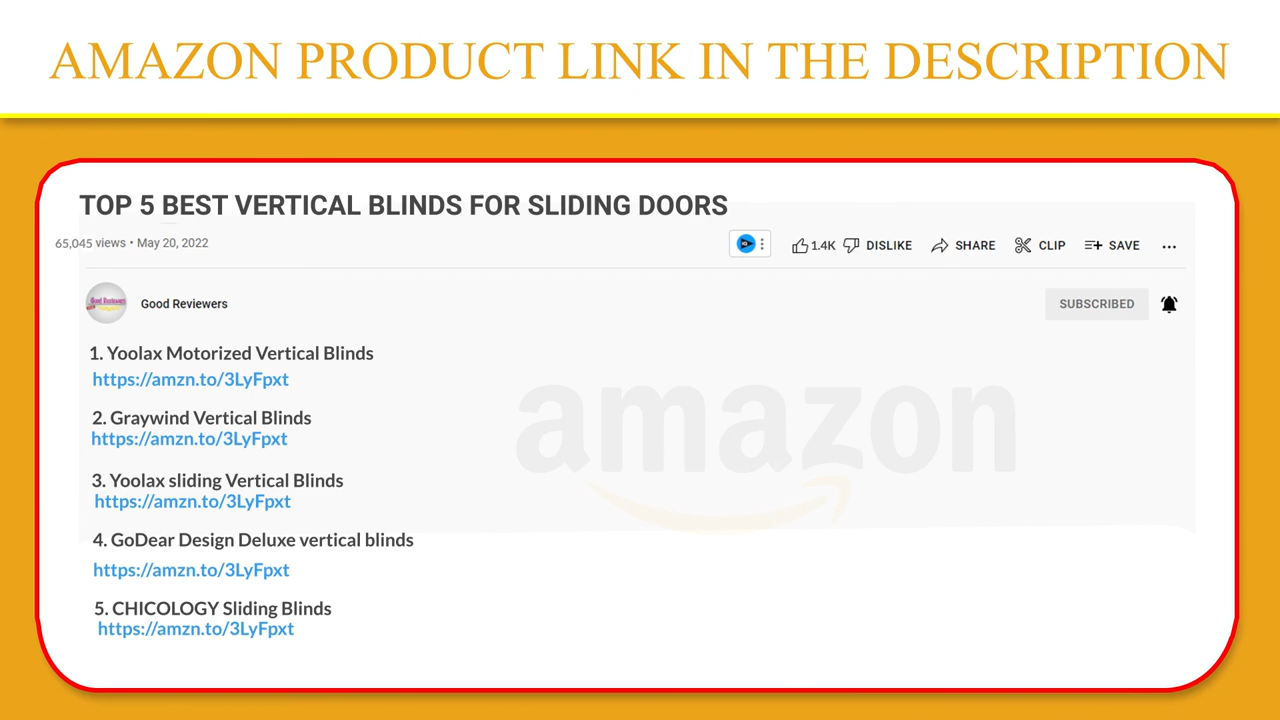 AMAZON PRODUCT LINK IN THE DESCRIPTION
TOP 5 BEST VERTICAL BLINDS FOR SLIDING DOORS
65,045 views • May 20, 2022
1.4K DISLIKE SHARE CLIP SAVE ...
Good Reviewers
Good Reviewers
SUBSCRIBED
1. Yoolax Motorized Vertical Blinds
https://amzn.to/3LyFpxt
2. Graywind Vertical Blinds
https://amzn.to/3LyFpxt
3. Yoolax sliding Vertical Blinds
https://amzn.to/3LyFpxt
4. GoDear Design Deluxe vertical blinds
https://amzn.to/3LyFpxt
5. CHICOLOGY Sliding Blinds
https://amzn.to/3LyFpxt
amazon